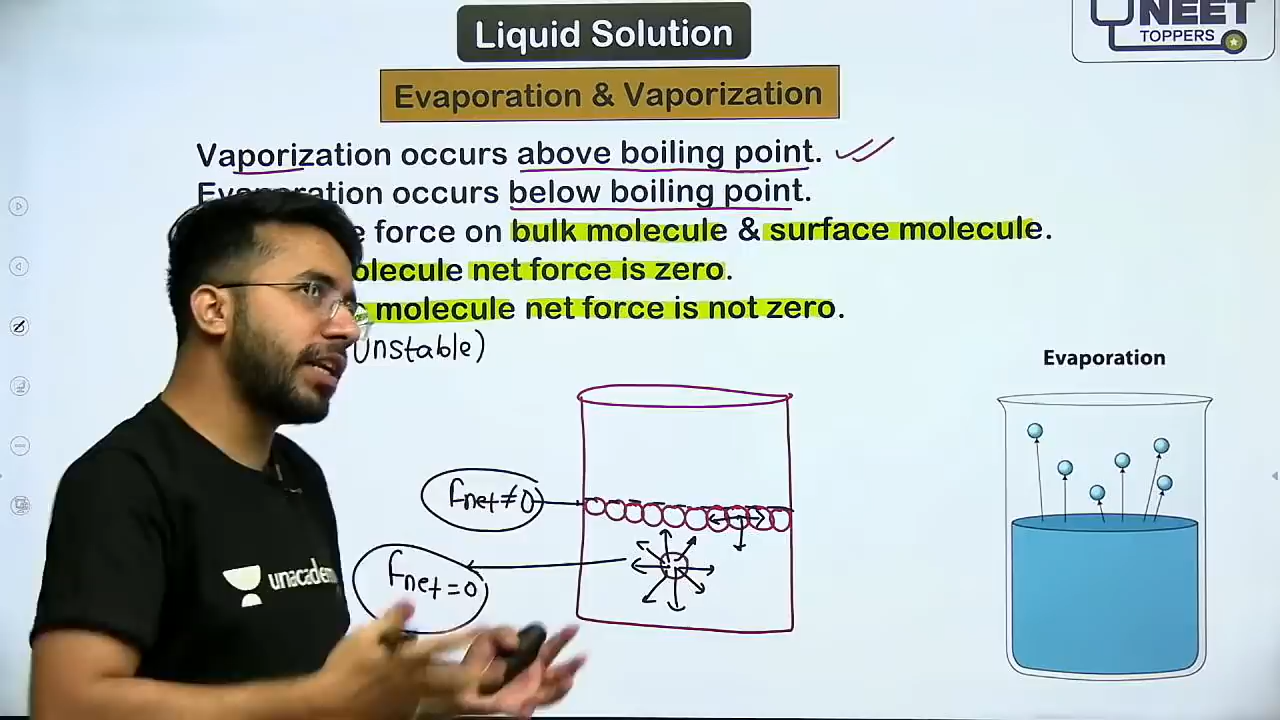 Liquid Solution
NEET
TOPPERS
Evaporation & Vaporization
Vaporization occurs above boiling point.
Evaporation occurs below boiling point.
force on bulk molecule & surface molecule.
molecule net force is zero.
molecule net force is not zero.
(Unstable)
Evaporation
Fnet≠0
Fnet=0
unacademy